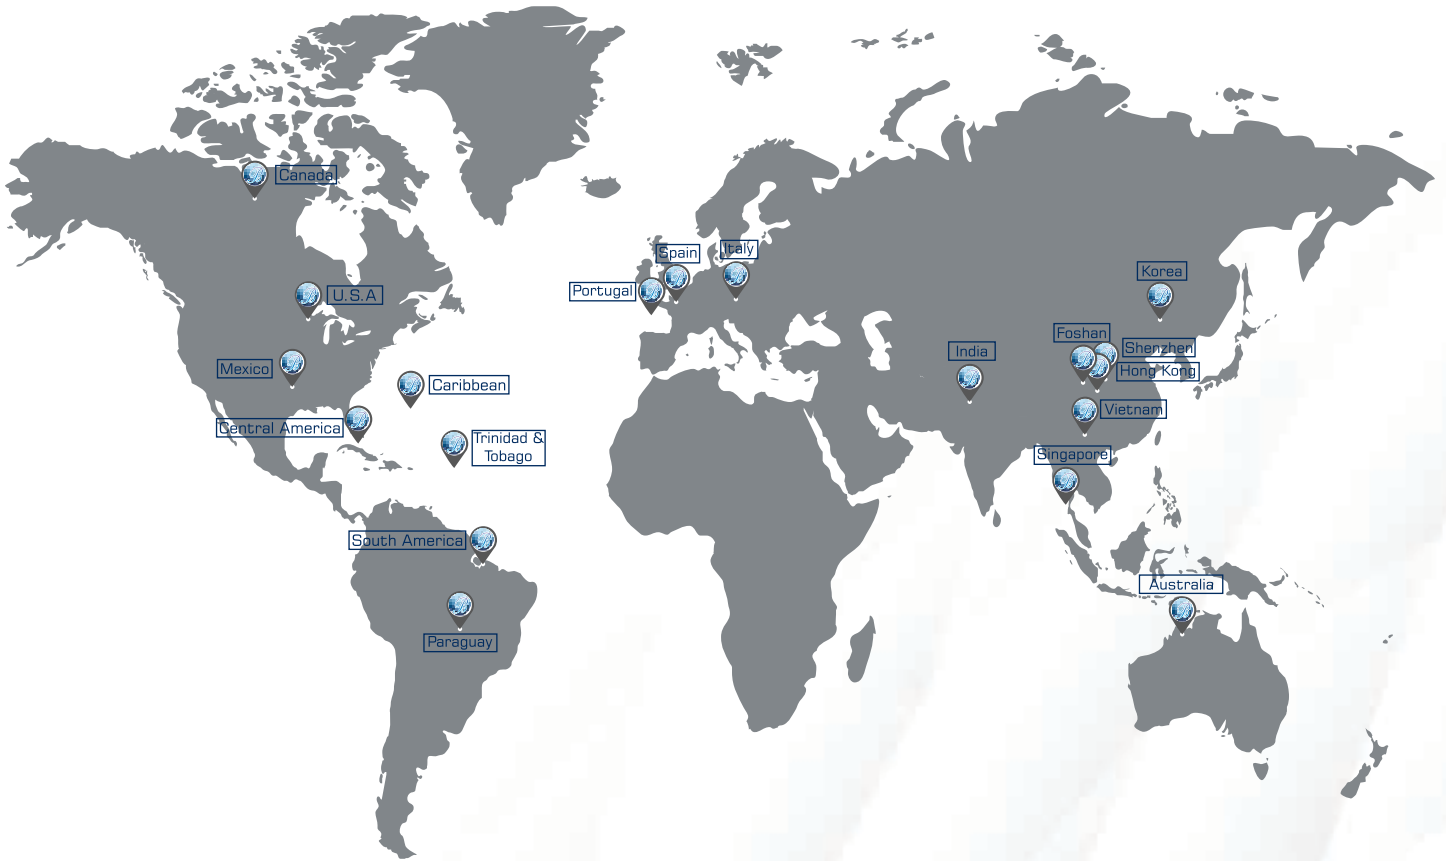 Canada
Spain
Italy
Korea
Portugal
U.S.A
Foshan
Shenzhen
India
Mexico
Hong Kong
Caribbean
Vietnam
Central America
Trinidad &
Tobago
Singapore
South America
Australia
Paraguay